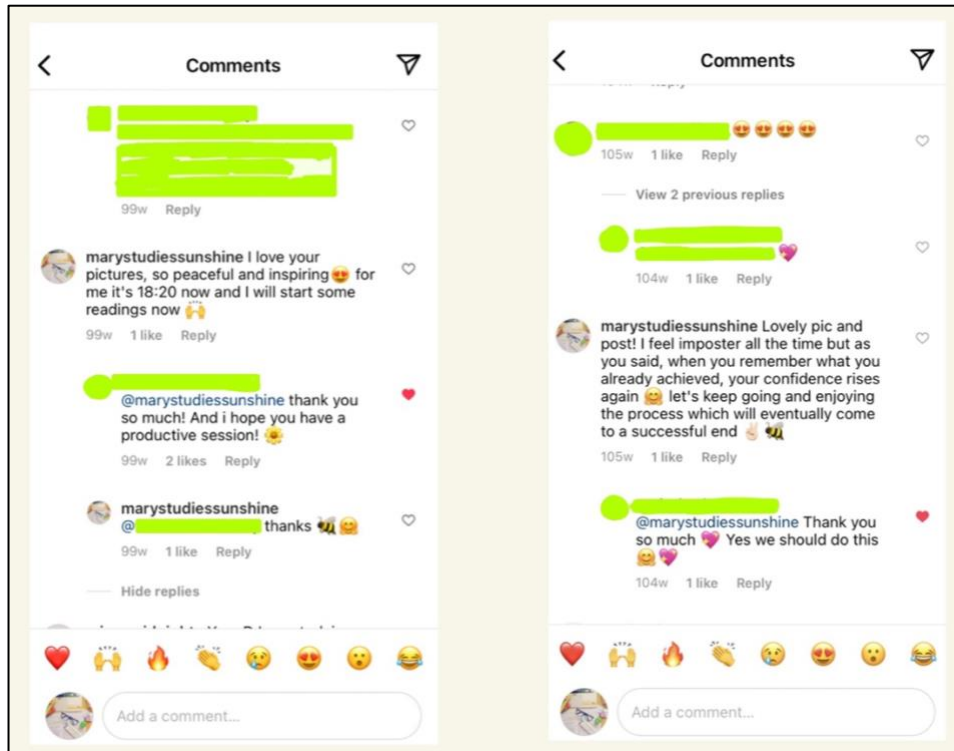 Comments
99w Reply
marystudiessunshine I love your
pictures, so peaceful and inspiring😍 for
me it's 18:20 now and I will start some
readings now 🙌
99w 1 like Reply
@marystudiessunshine thank you
so much! And i hope you have a
productive session! 🌼
99w 2 likes Reply
marystudiessunshine
@ thanks 🐝🤗
99w 1 like Reply
Hide replies
Add a comment...
Comments
😍😍😍😍
105w 1 like Reply
View 2 previous replies
💖
104w 1 like Reply
marystudiessunshine Lovely pic and
post! I feel imposter all the time but as
you said, when you remember what you
already achieved, your confidence rises
again 🤗 let's keep going and enjoying
the process which will eventually come
to a successful end ✌🏻 🐝
105w 1 like Reply
@marystudiessunshine Thank you
so much 💖 Yes we should do this
🤗💖
104w 1 like Reply
Add a comment...